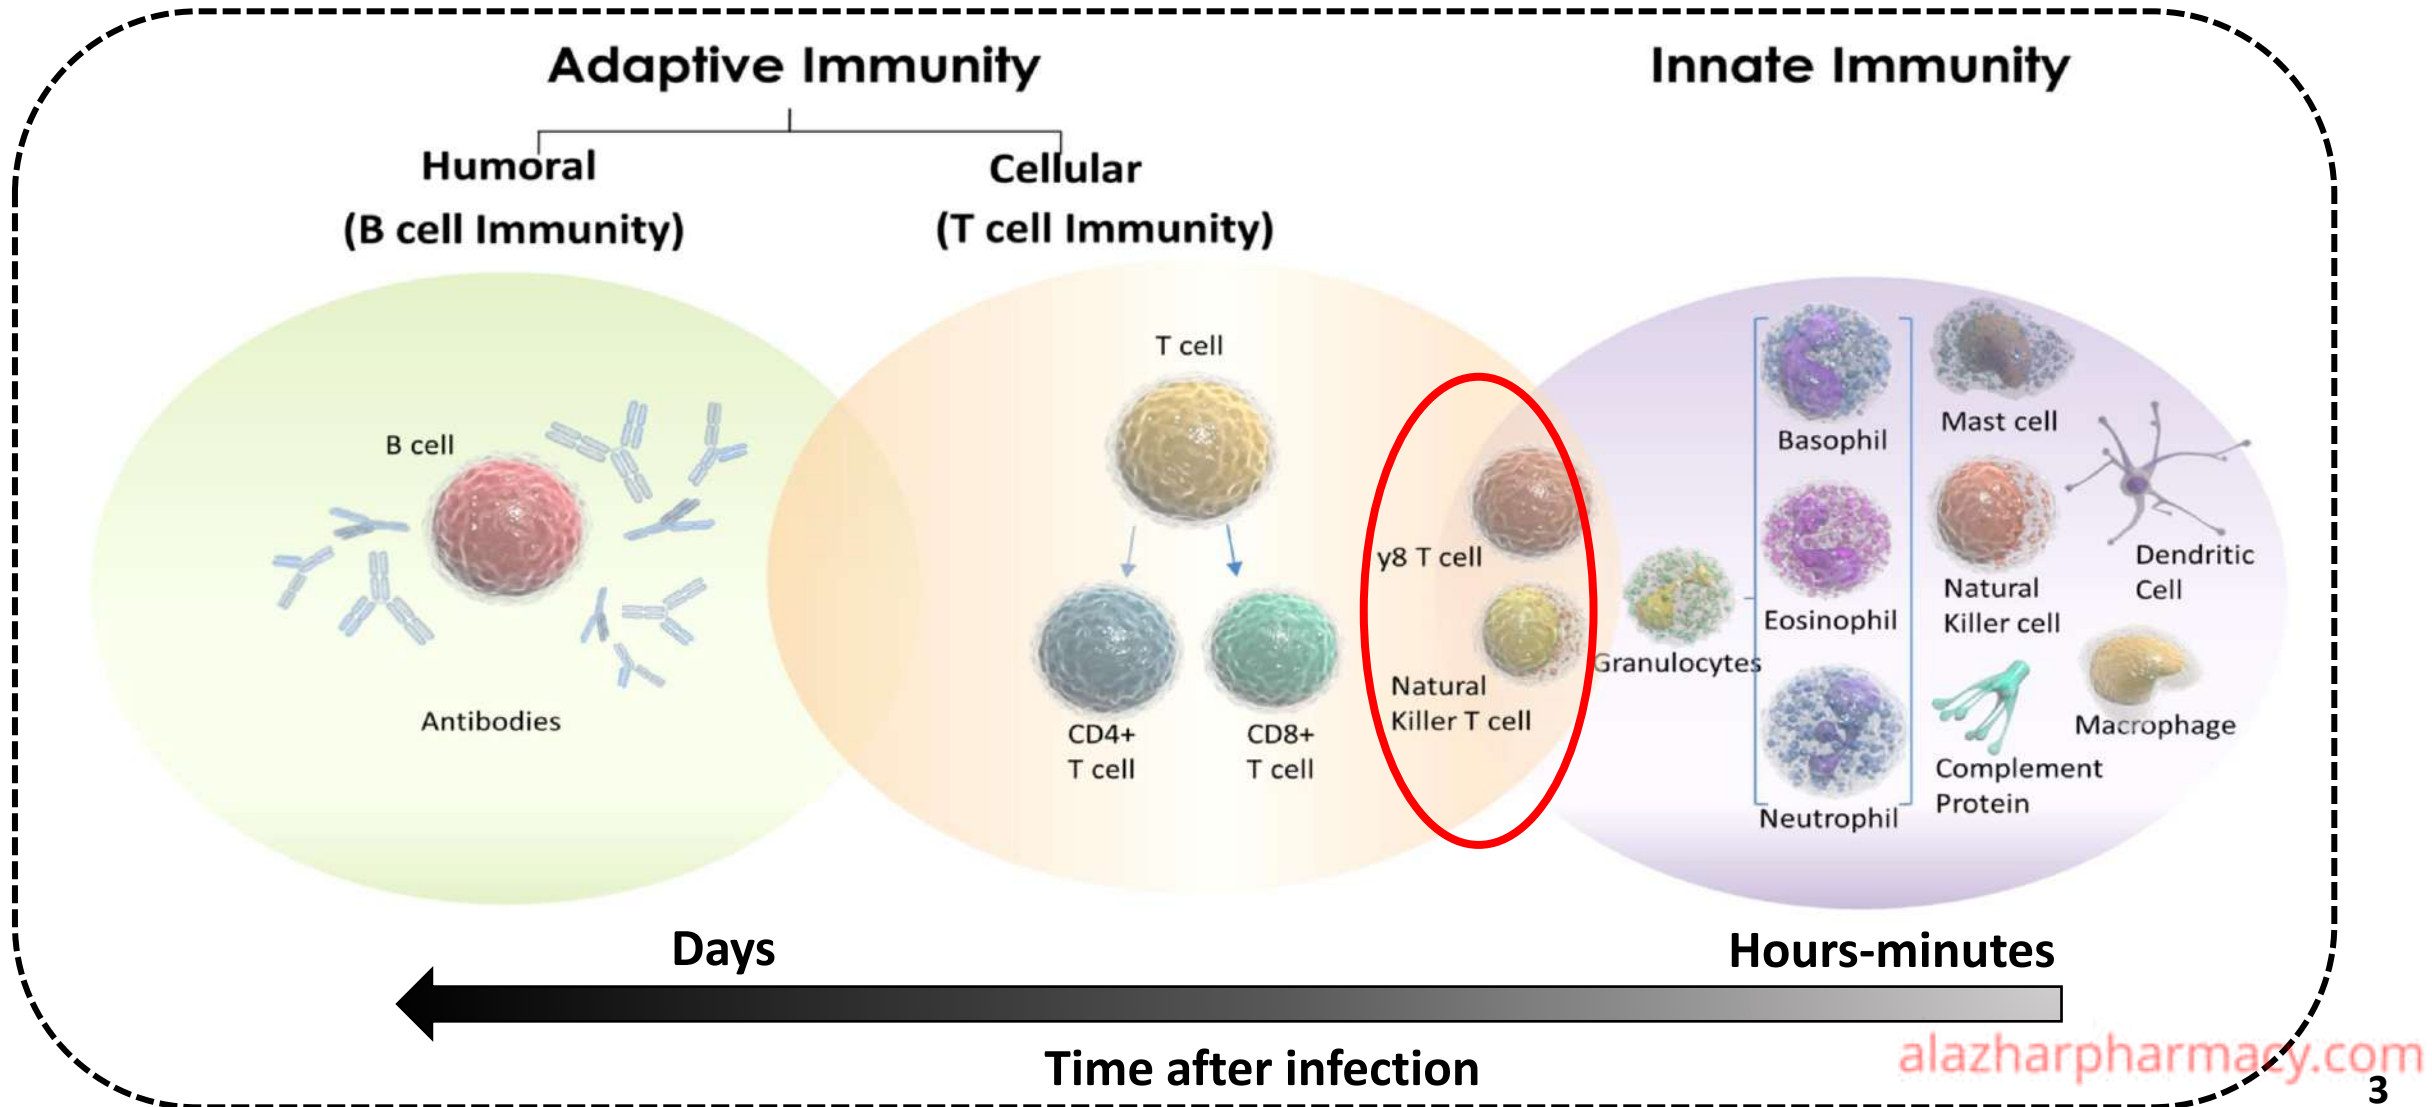 Adaptive Immunity
Innate Immunity
Humoral
(B cell Immunity)
Cellular
(T cell Immunity)
B cell
Antibodies
T cell
CD4+
T cell
CD8+
T cell
y8 T cell
Natural
Killer T cell
Granulocytes
Basophil
Eosinophil
Neutrophil
Mast cell
Natural
Killer cell
Dendritic
Cell
Complement
Protein
Macrophage
Days
Hours-minutes
Time after infection
alazharpharmacy.com
3